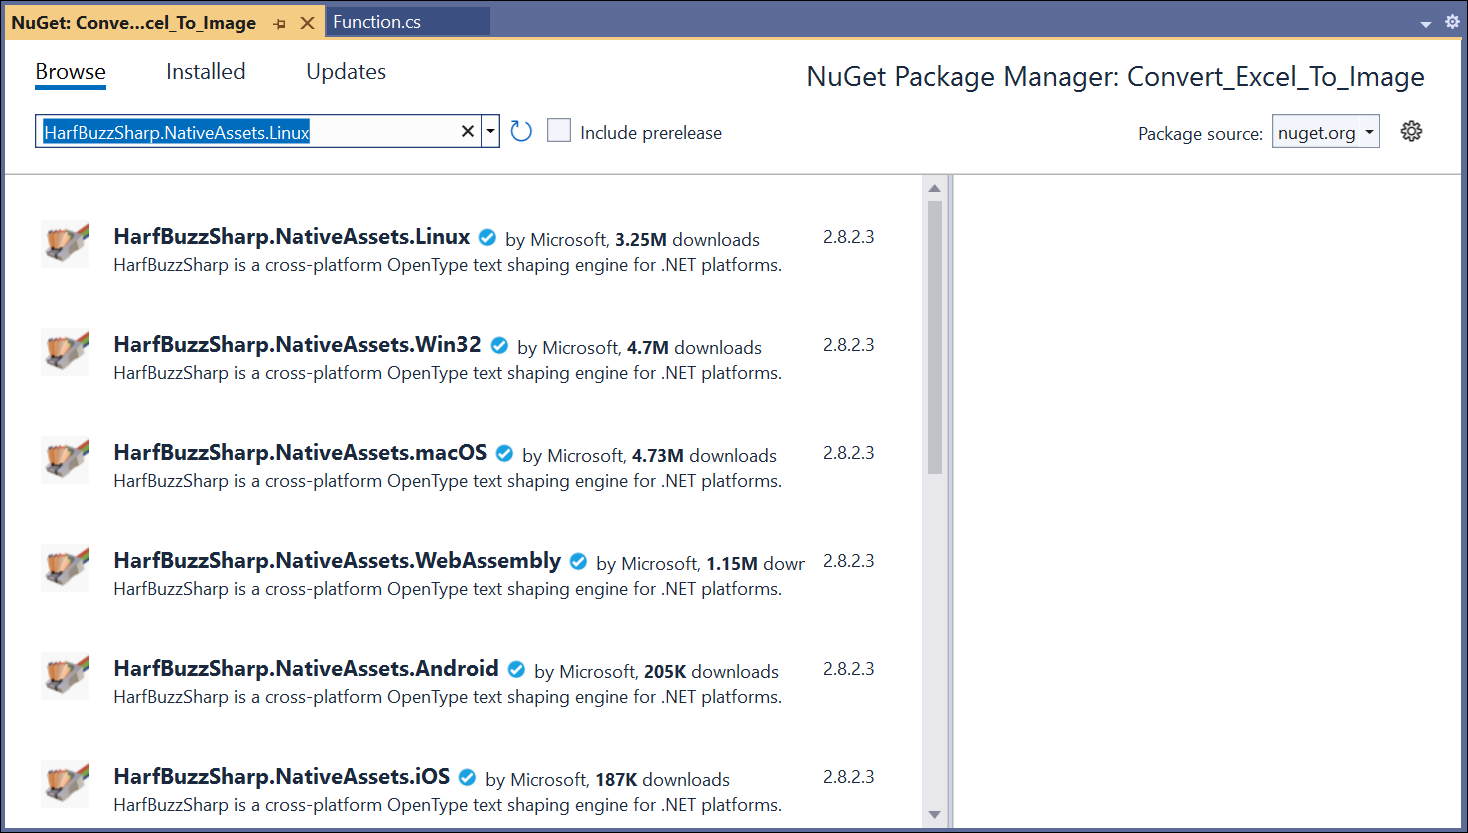 NuGet: Conve...cel_To_Image
Function.cs
Browse
Installed
Updates
NuGet Package Manager: Convert_Excel_To_Image
HarfBuzzSharp.NativeAssets.Linux
Include prerelease
Package source:
nuget.org
HarfBuzzSharp.NativeAssets.Linux by Microsoft, 3.25M downloads 2.8.2.3
HarfBuzzSharp is a cross-platform OpenType text shaping engine for .NET platforms.
HarfBuzzSharp.NativeAssets.Win32 by Microsoft, 4.7M downloads 2.8.2.3
HarfBuzzSharp is a cross-platform OpenType text shaping engine for .NET platforms.
HarfBuzzSharp.NativeAssets.macOS by Microsoft, 4.73M downloads 2.8.2.3
HarfBuzzSharp is a cross-platform OpenType text shaping engine for .NET platforms.
HarfBuzzSharp.NativeAssets.WebAssembly by Microsoft, 1.15M downr 2.8.2.3
HarfBuzzSharp is a cross-platform OpenType text shaping engine for .NET platforms.
HarfBuzzSharp.NativeAssets.Android by Microsoft, 205K downloads 2.8.2.3
HarfBuzzSharp is a cross-platform OpenType text shaping engine for .NET platforms.
HarfBuzzSharp.NativeAssets.iOS by Microsoft, 187K downloads 2.8.2.3
HarfBuzzSharp is a cross-platform OpenType text shaping engine for .NET platforms.